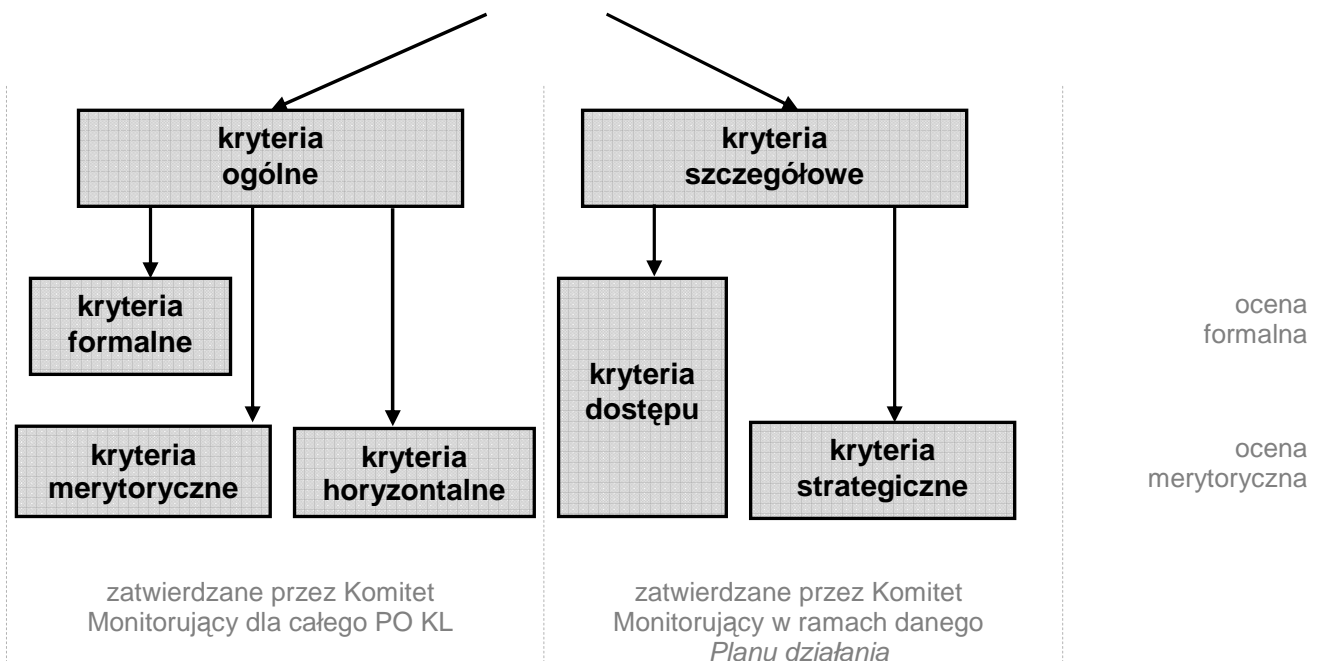 kryteria
ogólne
kryteria
szczegółowe
kryteria
formalne
kryteria
dostępu
ocena
formalna
kryteria
merytoryczne
kryteria
horyzontalne
kryteria
strategiczne
ocena
merytoryczna
zatwierdzane przez Komitet
Monitorujący dla całego PO KL
zatwierdzane przez Komitet
Monitorujący w ramach danego
Planu działania